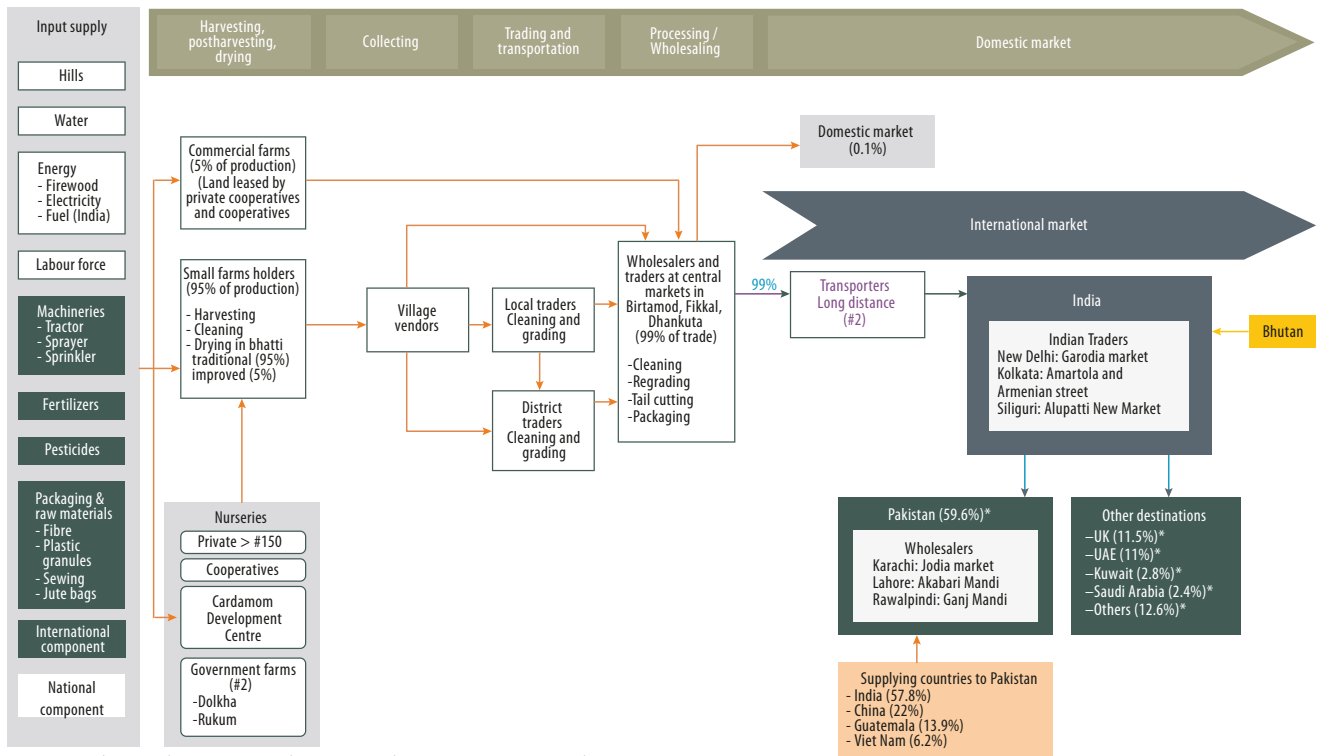 Input supply
Hills
Water
Energy
- Firewood
- Electricity
- Fuel (India)
Labour force
Machineries
- Tractor
- Sprayer
- Sprinkler
Fertilizers
Pesticides
Packaging &
raw materials
- Fibre
- Plastic
granules
- Sewing
- Jute bags
International
component
National
component
Harvesting,
postharvesting,
drying
Collecting
Trading and
transportation
Processing /
Wholesaling
Domestic market
Commercial farms
(5% of production)
(Land leased by
private cooperatives
and cooperatives
Small farms holders
(95% of production)
- Harvesting
- Cleaning
- Drying in bhatti
traditional (95%)
improved (5%)
Nurseries
Private > #150
Cooperatives
Cardamom
Development
Centre
Government farms
(#2)
-Dolkha
-Rukum
Village
vendors
Local traders
Cleaning and
grading
District
traders
Cleaning and
grading
Wholesalers and
traders at central
markets in
Birtamod, Fikkal,
Dhankuta
(99% of trade)
-Cleaning
-Regrading
-Tail cutting
-Packaging
Domestic market
(0.1%)
International market
99%
Transporters
Long distance
(#2)
India
Indian Traders
New Delhi: Garodia market
Kolkata: Amartola and
Armenian street
Siliguri: Alupatti New Market
Bhutan
Pakistan (59.6%)*
Wholesalers
Karachi: Jodia market
Lahore: Akabari Mandi
Rawalpindi: Ganj Mandi
Other destinations
–UK (11.5%)*
–UAE (11%)*
–Kuwait (2.8%)*
–Saudi Arabia (2.4%)*
–Others (12.6%)*
Supplying countries to Pakistan
- India (57.8%)
- China (22%)
- Guatemala (13.9%)
- Viet Nam (6.2%)